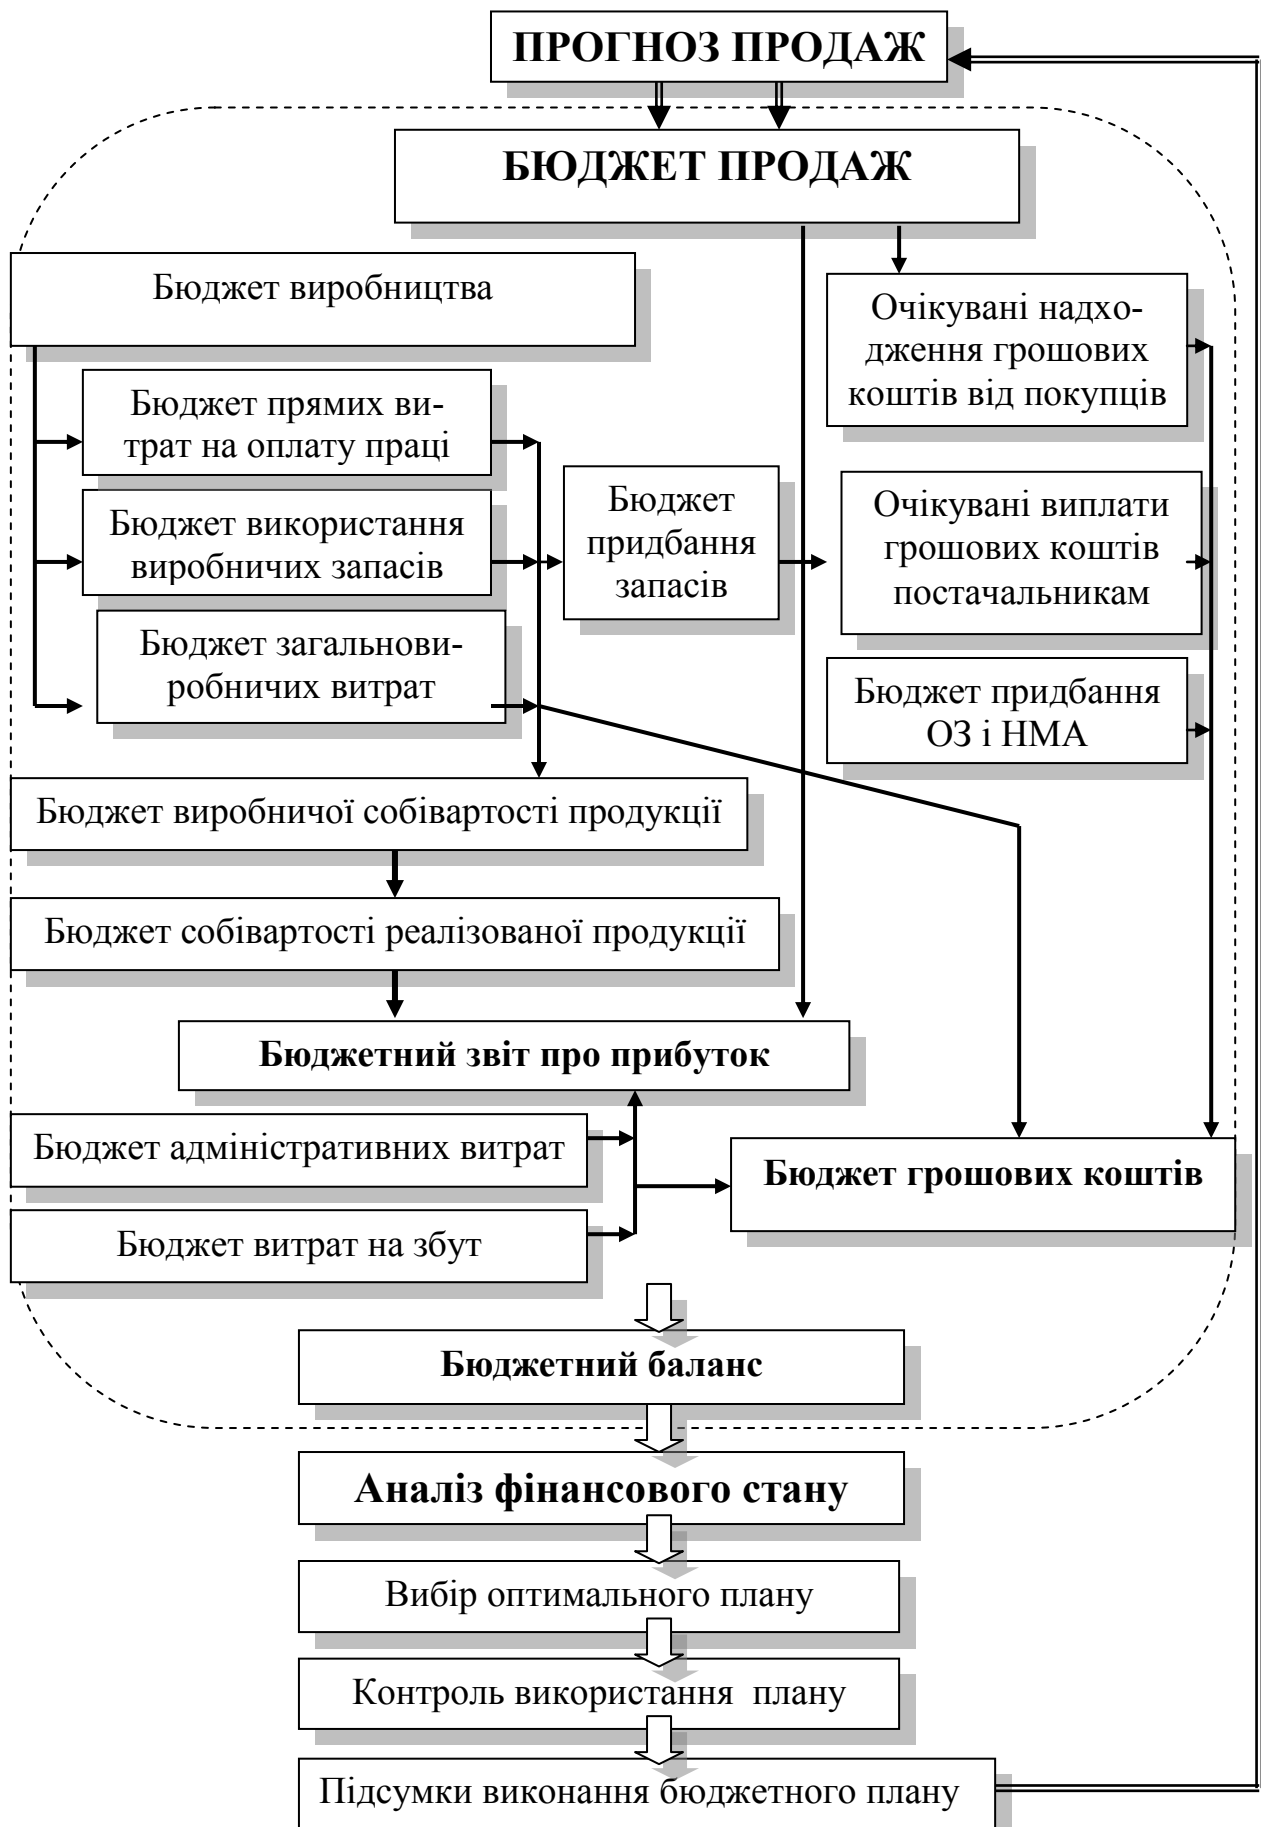 ПРОГНОЗ ПРОДАЖ
БЮДЖЕТ ПРОДАЖ
Бюджет виробництва
Очікувані надхо-
дження грошових
коштів від покупців
Бюджет прямих ви-
трат на оплату праці
Бюджет використання
виробничих запасів
Бюджет
придбання
запасів
Очікувані виплати
грошових коштів
постачальникам
Бюджет загальнови-
робничих витрат
Бюджет придбання
ОЗ і НМА
Бюджет виробничої собівартості продукції
Бюджет собівартості реалізованої продукції
Бюджетний звіт про прибуток
Бюджет адміністративних витрат
Бюджет грошових коштів
Бюджет витрат на збут
Бюджетний баланс
Аналіз фінансового стану
Вибір оптимального плану
Контроль використання плану
Підсумки виконання бюджетного плану